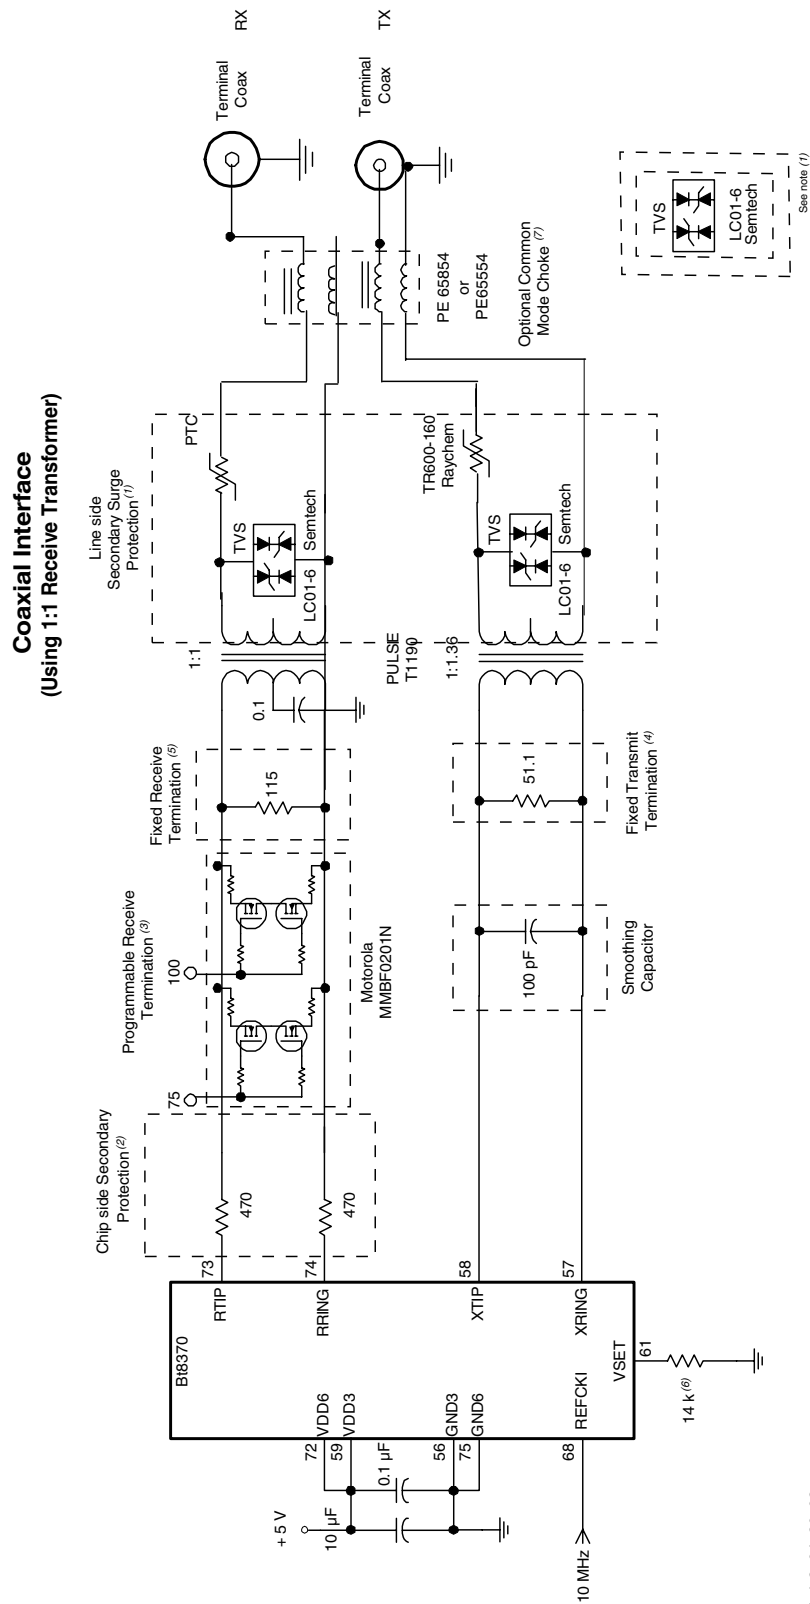 Coaxial Interface
(Using 1:1 Receive Transformer)
Bt8370
+ 5 V
10 µF
0.1 µF
72
VDD6
59
VDD3
56
GND3
75
GND6
10 MHz
68
REFCKI
VSET
61
14 k (6)
RTIP
73
RRING
74
XTIP
58
XRING
57
Chip side Secondary
Protection (2)
470
470
Programmable Receive
Termination (3)
75
100
Motorola
MMBF0201N
Fixed Receive
Termination (5)
115
Smoothing
Capacitor
100 pF
Fixed Transmit
Termination (4)
51.1
0.1
1:1
PULSE
T1190
1:1.36
Line side
Secondary Surge
Protection (1)
PTC
TVS
LC01-6
Semtech
TR600-160
Raychem
TVS
LC01-6
Semtech
PE 65854
or
PE65554
Optional Common
Mode Choke (7)
Terminal
Coax
RX
Terminal
Coax
TX
TVS
LC01-6
Semtech
See note (1)